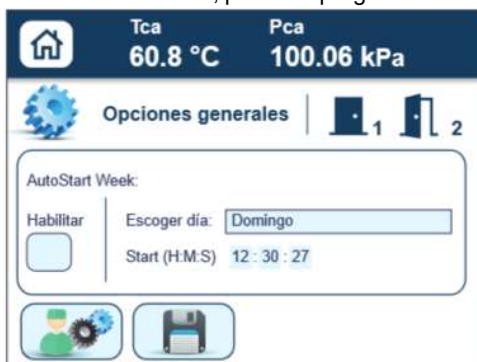 Tca Pca
60.8 °C 100.06 kPa
Opciones generales 1 2
AutoStart Week:
Habilitar Escoger día: Domingo
Start (H:M:S) 12 : 30 : 27